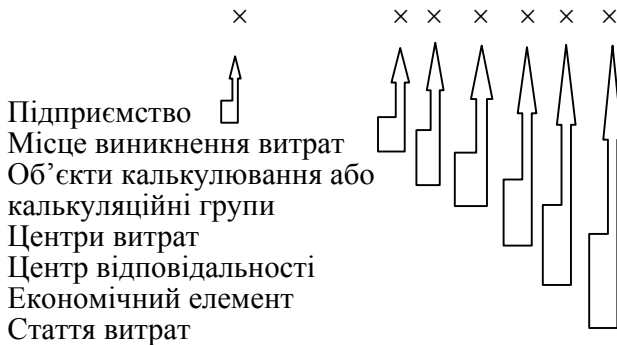 × × × × × × ×
Підприємство
Місце виникнення витрат
Об’єкти калькулювання або
калькуляційні групи
Центри витрат
Центр відповідальності
Економічний елемент
Стаття витрат